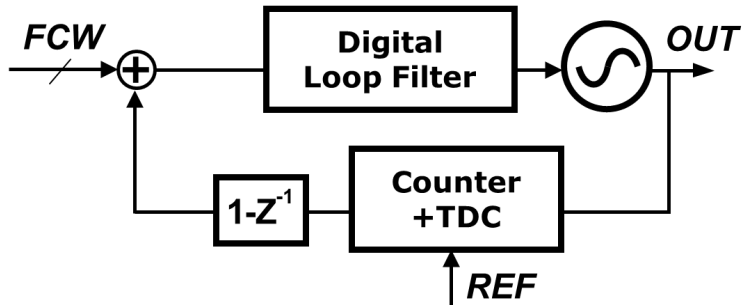 FCW
+
Digital
Loop Filter
OUT
1-Z⁻¹
Counter
+TDC
REF